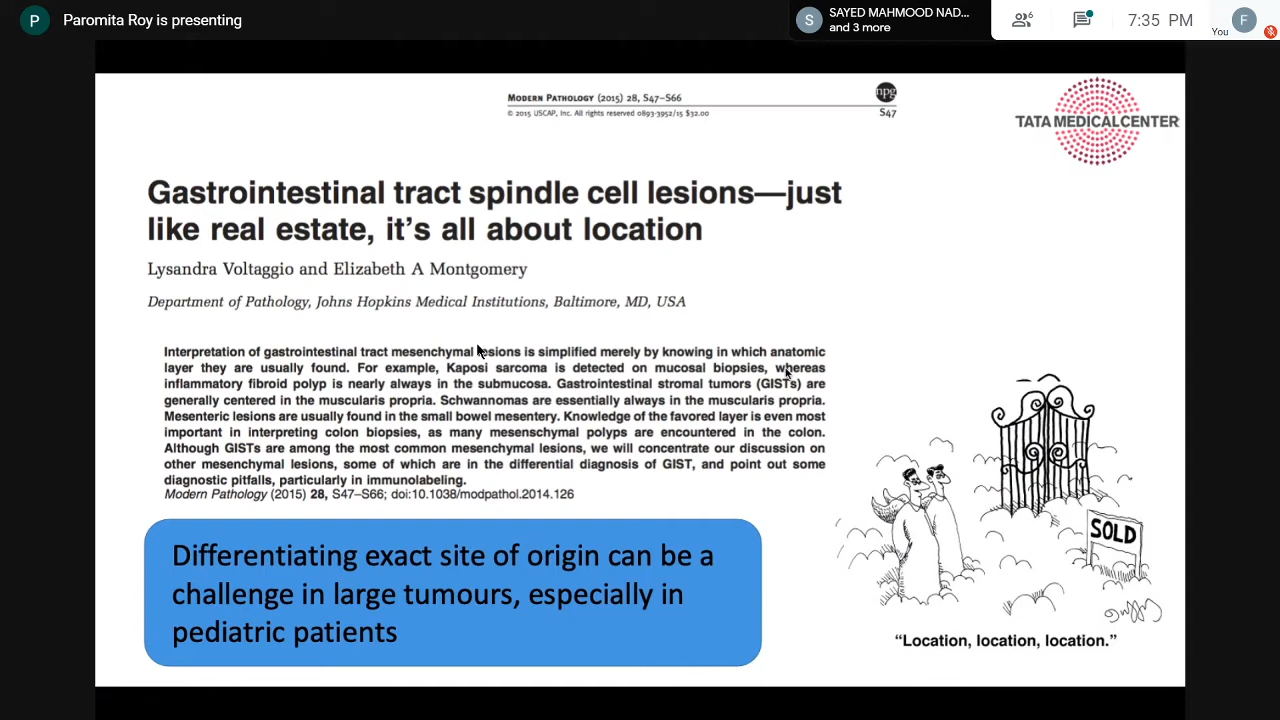 P
Paromita Roy is presenting
S
SAYED MAHMOOD NAD...
and 3 more
6
7:35 PM
You
F
MODERN PATHOLOGY (2015) 28, S47–S66
© 2015 USCAP, Inc. All rights reserved 0893-3952/15 $32.00
npg
S47
TATA MEDICAL CENTER
Gastrointestinal tract spindle cell lesions—just
like real estate, it's all about location
Lysandra Voltaggio and Elizabeth A Montgomery
Department of Pathology, Johns Hopkins Medical Institutions, Baltimore, MD, USA
Interpretation of gastrointestinal tract mesenchymal lesions is simplified merely by knowing in which anatomic
layer they are usually found. For example, Kaposi sarcoma is detected on mucosal biopsies, whereas
inflammatory fibroid polyp is nearly always in the submucosa. Gastrointestinal stromal tumors (GISTs) are
generally centered in the muscularis propria. Schwannomas are essentially always in the muscularis propria.
Mesenteric lesions are usually found in the small bowel mesentery. Knowledge of the favored layer is even most
important in interpreting colon biopsies, as many mesenschymal polyps are encountered in the colon.
Although GISTs are among the most common mesenchymal lesions, we will concentrate our discussion on
other mesenchymal lesions, some of which are in the differential diagnosis of GIST, and point out some
diagnostic pitfalls, particularly in immunolabeling.
Modern Pathology (2015) 28, S47–S66; doi:10.1038/modpathol.2014.126
Differentiating exact site of origin can be a
challenge in large tumours, especially in
pediatric patients
SOLD
"Location, location, location."